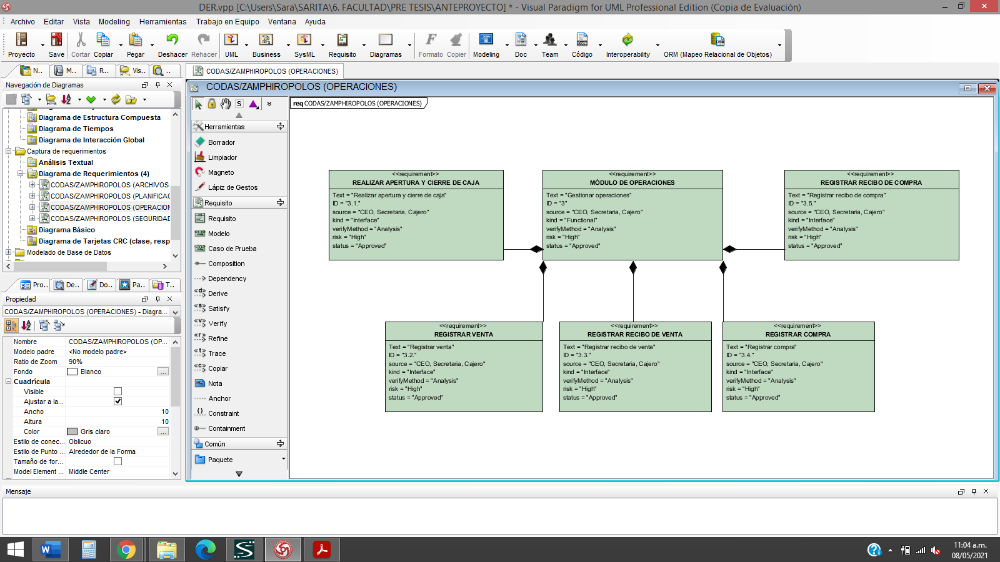 DER.vpp [C:\Users\Sara\SARITA\6. FACULTAD\PRE TESIS\ANTEPROYECTO] * - Visual Paradigm for UML Professional Edition (Copia de Evaluación)
Archivo Editar Vista Modeling Herramientas Trabajo en Equipo Ventana Ayuda
Proyecto Save Cortar Copiar Pegar Deshacer Rehacer UML Business SysML Requisito Diagramas Formato Copier Modeling Doc Team Código Interoperability ORM (Mapeo Relacional de Objetos)
N.. M.. R.. Vis.. ..
CODAS/ZAMPHIROPOLOS (OPERACIONES)
Navegación de Diagramas
Diagrama de Estructura Compuesta
Diagrama de Tiempos
Diagrama de Interacción Global
Captura de requerimientos
Análisis Textual
Diagrama de Requerimientos (4)
CODAS/ZAMPHIROPOLOS (ARCHIVOS
CODAS/ZAMPHIROPOLOS (PLANIFICAC
CODAS/ZAMPHIROPOLOS (OPERACION
CODAS/ZAMPHIROPOLOS (SEGURIDAD
Diagrama Básico
Diagrama de Tarjetas CRC (clase, resp
Modelado de Base de Datos
Pro.. De.. Do.. Pa.. T..
Propiedad
CODAS/ZAMPHIROPOLOS (OPERACIONES) - Diagra...
Nombre CODAS/ZAMPHIROPOLOS (OP...
Modelo padre <No modelo padre>
Ratio de Zoom 90%
Fondo Blanco ...
Cuadrícula
Visible
Ajustar a la...
Ancho 10
Altura 10
Color Gris claro ...
Estilo de conec... Oblicuo
Estilo de Punto ... Alrededor de la Forma
Tamaño de for...
Model Element ... Middle Center
CODAS/ZAMPHIROPOLOS (OPERACIONES)
S
Herramientas
Borrador
Limpiador
Magneto
Lápiz de Gestos
Requisito
Requisito
Modelo
Caso de Prueba
Composition
Dependency
Derive
Satisfy
Verify
Refine
Trace
Copiar
Nota
Anchor
Constraint
Containment
Común
Paquete
req CODAS/ZAMPHIROPOLOS (OPERACIONES)
<<requirement>>
REALIZAR APERTURA Y CIERRE DE CAJA
Text = "Realizar apertura y cierre de caja"
ID = "3.1."
source = "CEO, Secretaria, Cajero"
kind = "Interface"
verifyMethod = "Analysis"
risk = "High"
status = "Approved"
<<requirement>>
MÓDULO DE OPERACIONES
Text = "Gestionar operaciones"
ID = "3"
source = "CEO, Secretaria, Cajero"
kind = "Functional"
verifyMethod = "Analysis"
risk = "High"
status = "Approved"
<<requirement>>
REGISTRAR RECIBO DE COMPRA
Text = "Registrar recibo de compra"
ID = "3.5."
source = "CEO, Secretaria, Cajero"
kind = "Interface"
verifyMethod = "Analysis"
risk = "High"
status = "Approved"
<<requirement>>
REGISTRAR VENTA
Text = "Registrar venta"
ID = "3.2."
source = "CEO, Secretaria, Cajero"
kind = "Interface"
verifyMethod = "Analysis"
risk = "High"
status = "Approved"
<<requirement>>
REGISTRAR RECIBO DE VENTA
Text = "Registrar recibo de venta"
ID = "3.3."
source = "CEO, Secretaria, Cajero"
kind = "Interface"
verifyMethod = "Analysis"
risk = "High"
status = "Approved"
<<requirement>>
REGISTRAR COMPRA
Text = "Registrar compra"
ID = "3.4."
source = "CEO, Secretaria, Cajero"
kind = "Interface"
verifyMethod = "Analysis"
risk = "High"
status = "Approved"
Mensaje
11:04 a.m.
08/05/2021